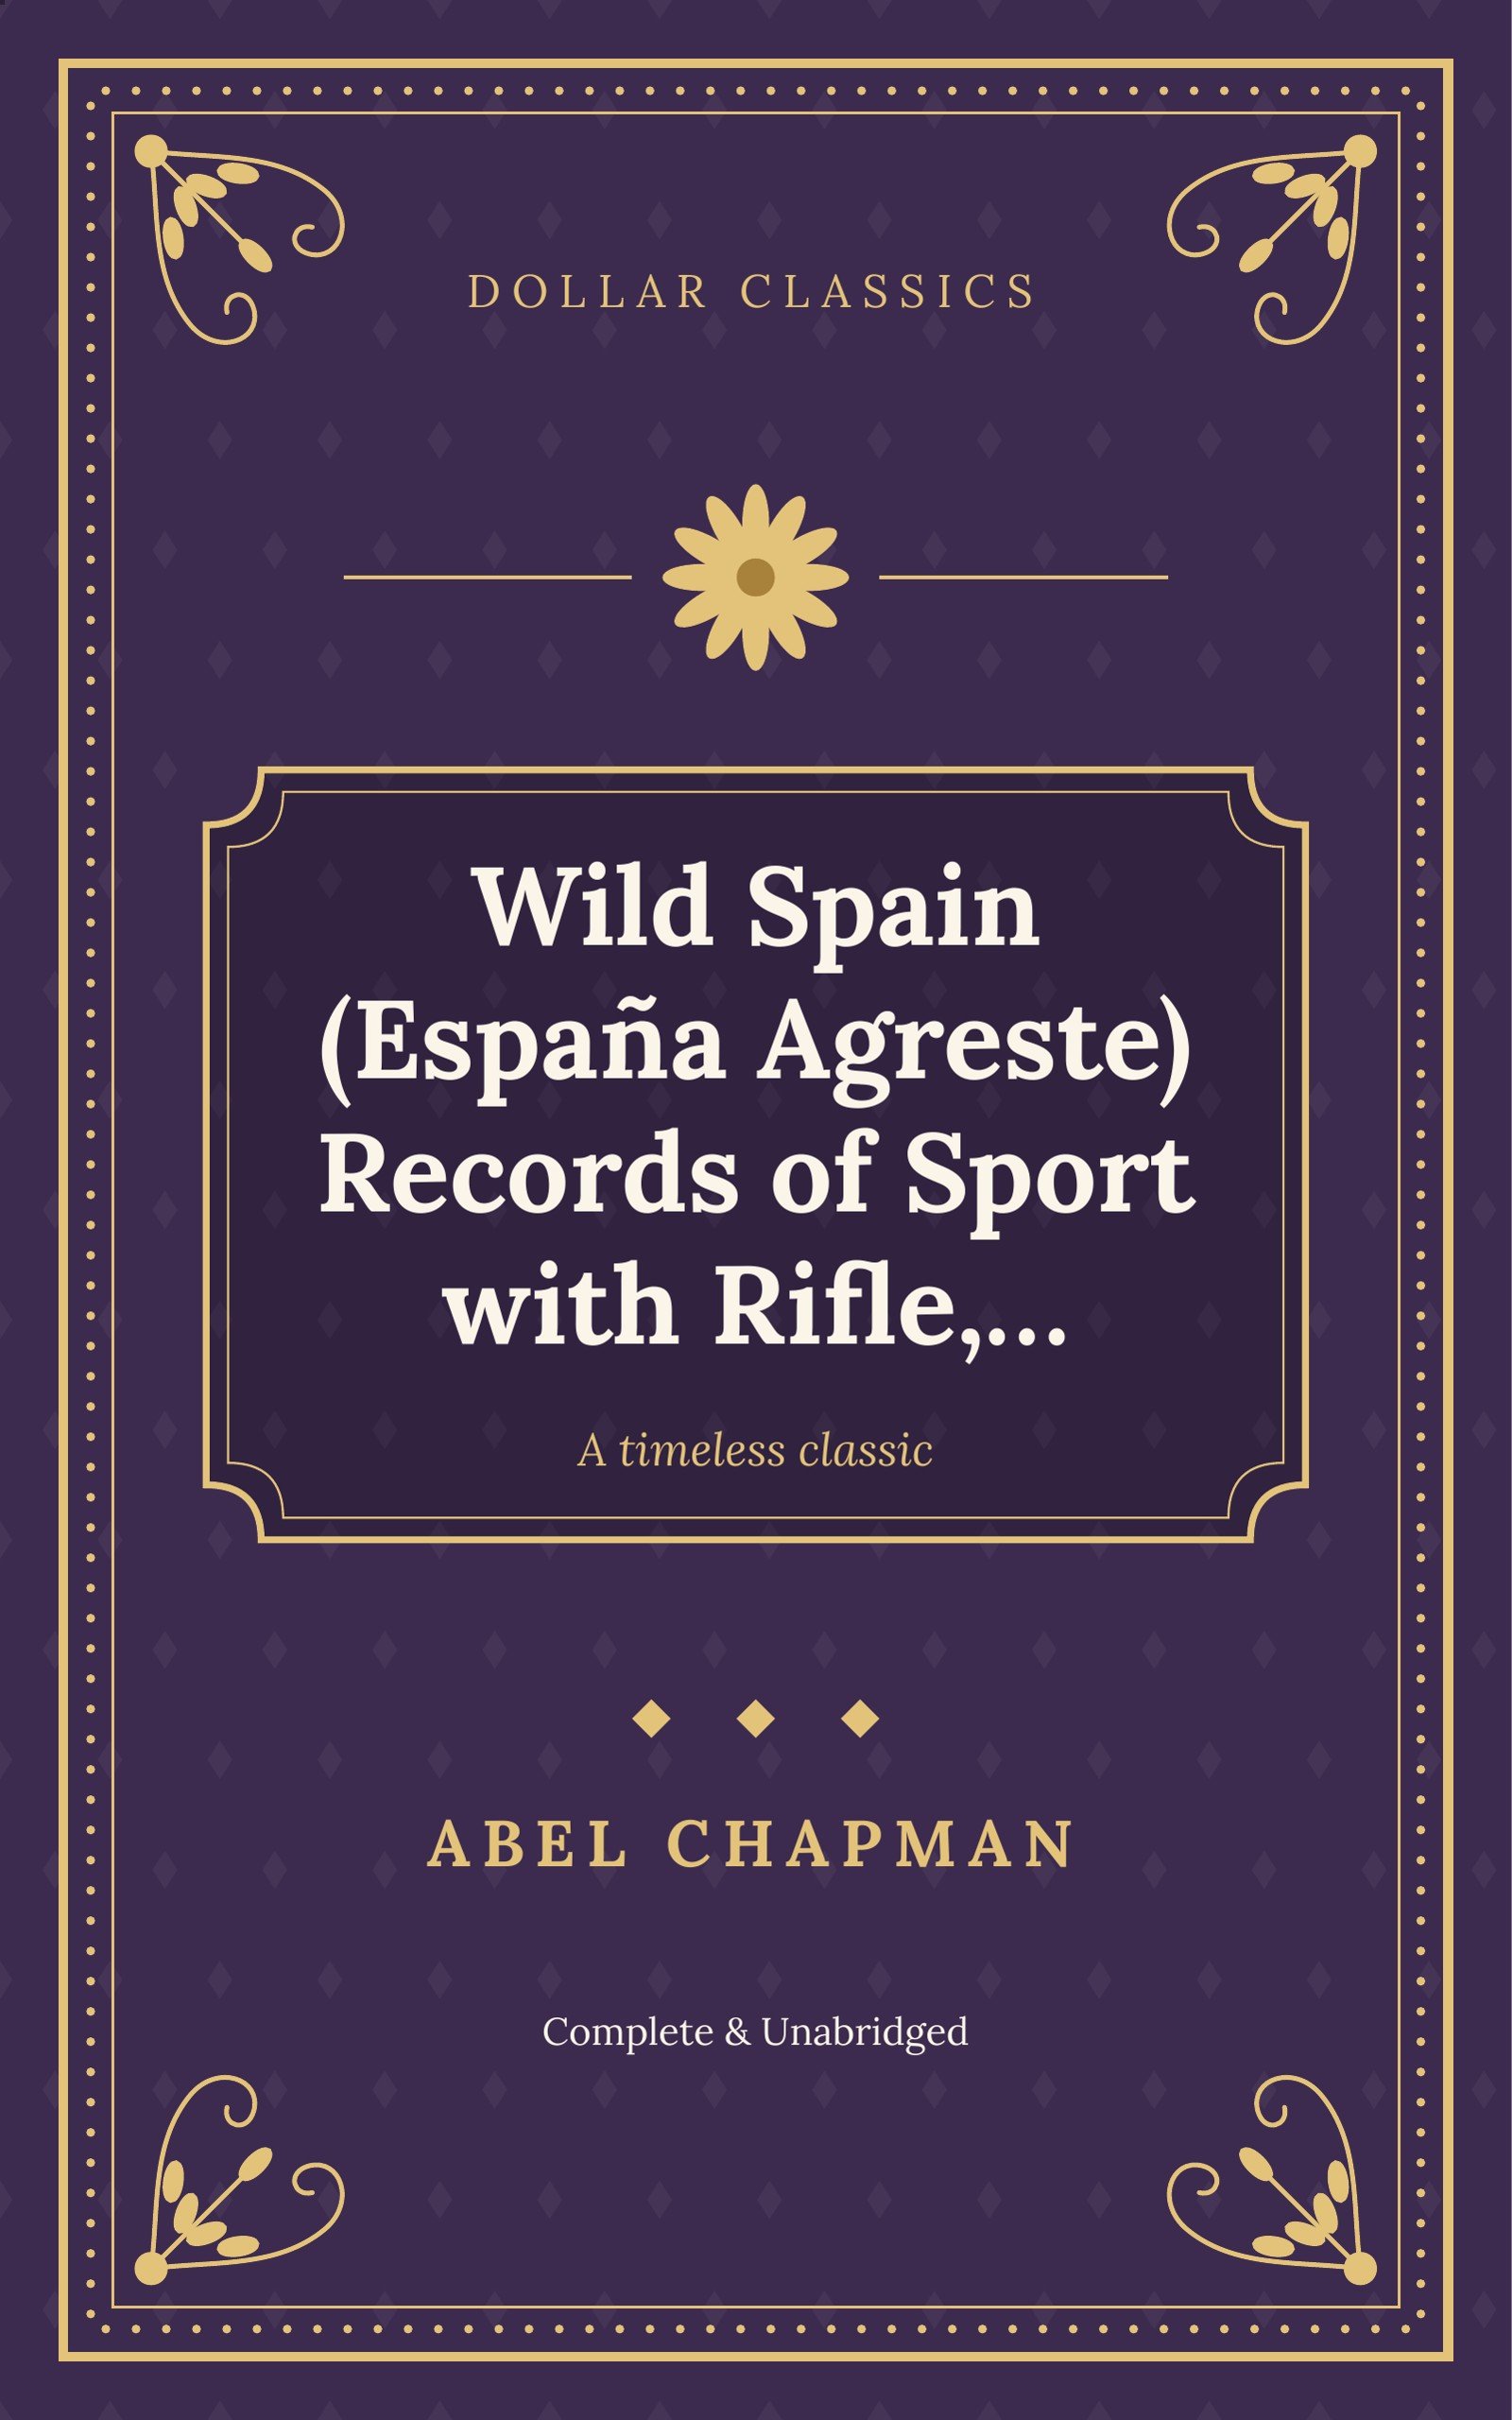 DOLLAR CLASSICS
Wild Spain
(España Agreste)
Records of Sport
with Rifle,...
A timeless classic
ABEL CHAPMAN
Complete & Unabridged